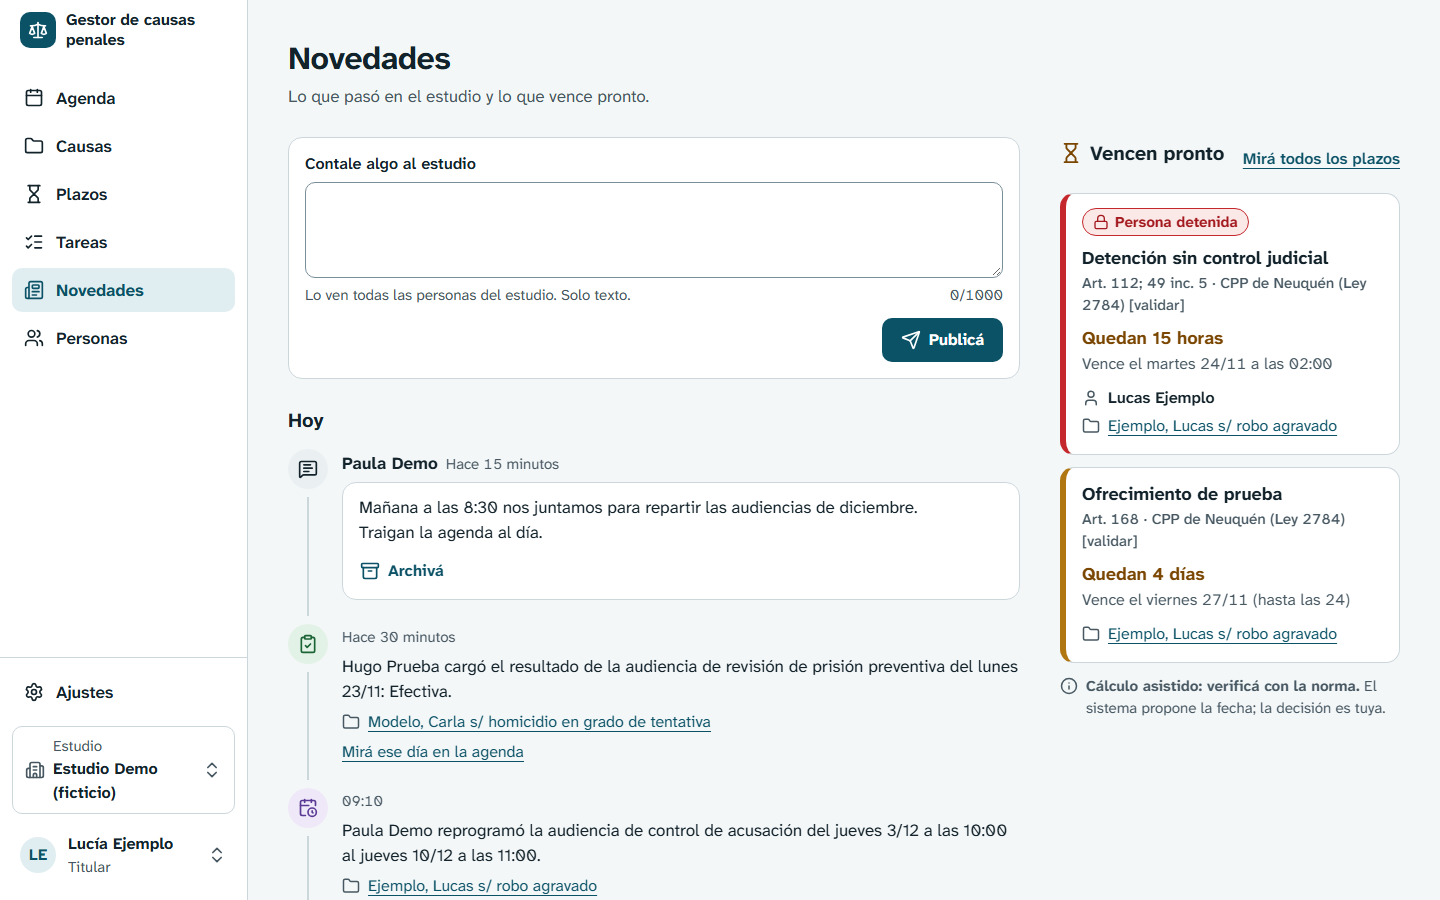 Gestor de causas
penales
Agenda
Causas
Plazos
Tareas
Novedades
Personas
Ajustes
Estudio
Estudio Demo
(ficticio)
LE
Lucía Ejemplo
Titular
Novedades
Lo que pasó en el estudio y lo que vence pronto.
Contale algo al estudio
Lo ven todas las personas del estudio. Solo texto.
0/1000
Publicá
Hoy
Paula Demo Hace 15 minutos
Mañana a las 8:30 nos juntamos para repartir las audiencias de diciembre.
Traigan la agenda al día.
Archivá
Hace 30 minutos
Hugo Prueba cargó el resultado de la audiencia de revisión de prisión preventiva del lunes
23/11: Efectiva.
Modelo, Carla s/ homicidio en grado de tentativa
Mirá ese día en la agenda
09:10
Paula Demo reprogramó la audiencia de control de acusación del jueves 3/12 a las 10:00
al jueves 10/12 a las 11:00.
Ejemplo, Lucas s/ robo agravado
Vencen pronto
Mirá todos los plazos
Persona detenida
Detención sin control judicial
Art. 112; 49 inc. 5 · CPP de Neuquén (Ley
2784) [validar]
Quedan 15 horas
Vence el martes 24/11 a las 02:00
Lucas Ejemplo
Ejemplo, Lucas s/ robo agravado
Ofrecimiento de prueba
Art. 168 · CPP de Neuquén (Ley 2784)
[validar]
Quedan 4 días
Vence el viernes 27/11 (hasta las 24)
Ejemplo, Lucas s/ robo agravado
Cálculo asistido: verificá con la norma. El
sistema propone la fecha; la decisión es tuya.